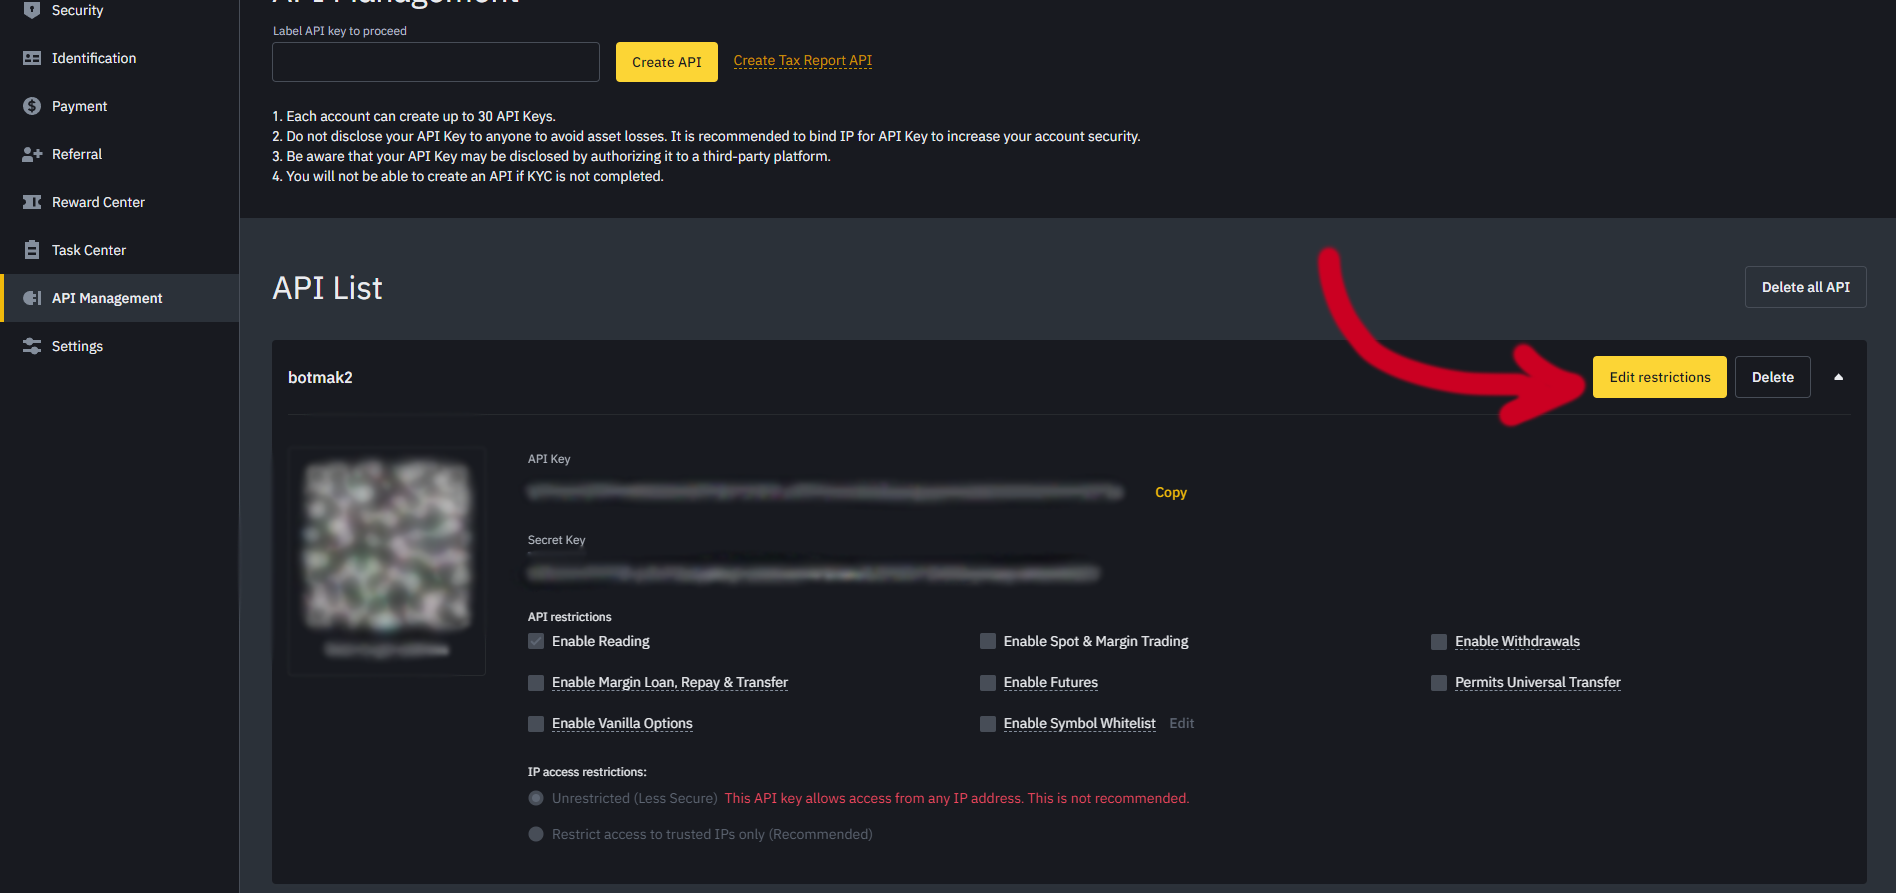 Security
Identification
Payment
Referral
Reward Center
Task Center
API Management
Settings
API Management
Label API key to proceed
Create API
Create Tax Report API
1. Each account can create up to 30 API Keys.
2. Do not disclose your API Key to anyone to avoid asset losses. It is recommended to bind IP for API Key to increase your account security.
3. Be aware that your API Key may be disclosed by authorizing it to a third-party platform.
4. You will not be able to create an API if KYC is not completed.
API List
Delete all API
botmak2
Edit restrictions
Delete
API Key
Copy
Secret Key
API restrictions
Enable Reading
Enable Spot & Margin Trading
Enable Withdrawals
Enable Margin Loan, Repay & Transfer
Enable Futures
Permits Universal Transfer
Enable Vanilla Options
Enable Symbol Whitelist Edit
IP access restrictions:
Unrestricted (Less Secure) This API key allows access from any IP address. This is not recommended.
Restrict access to trusted IPs only (Recommended)